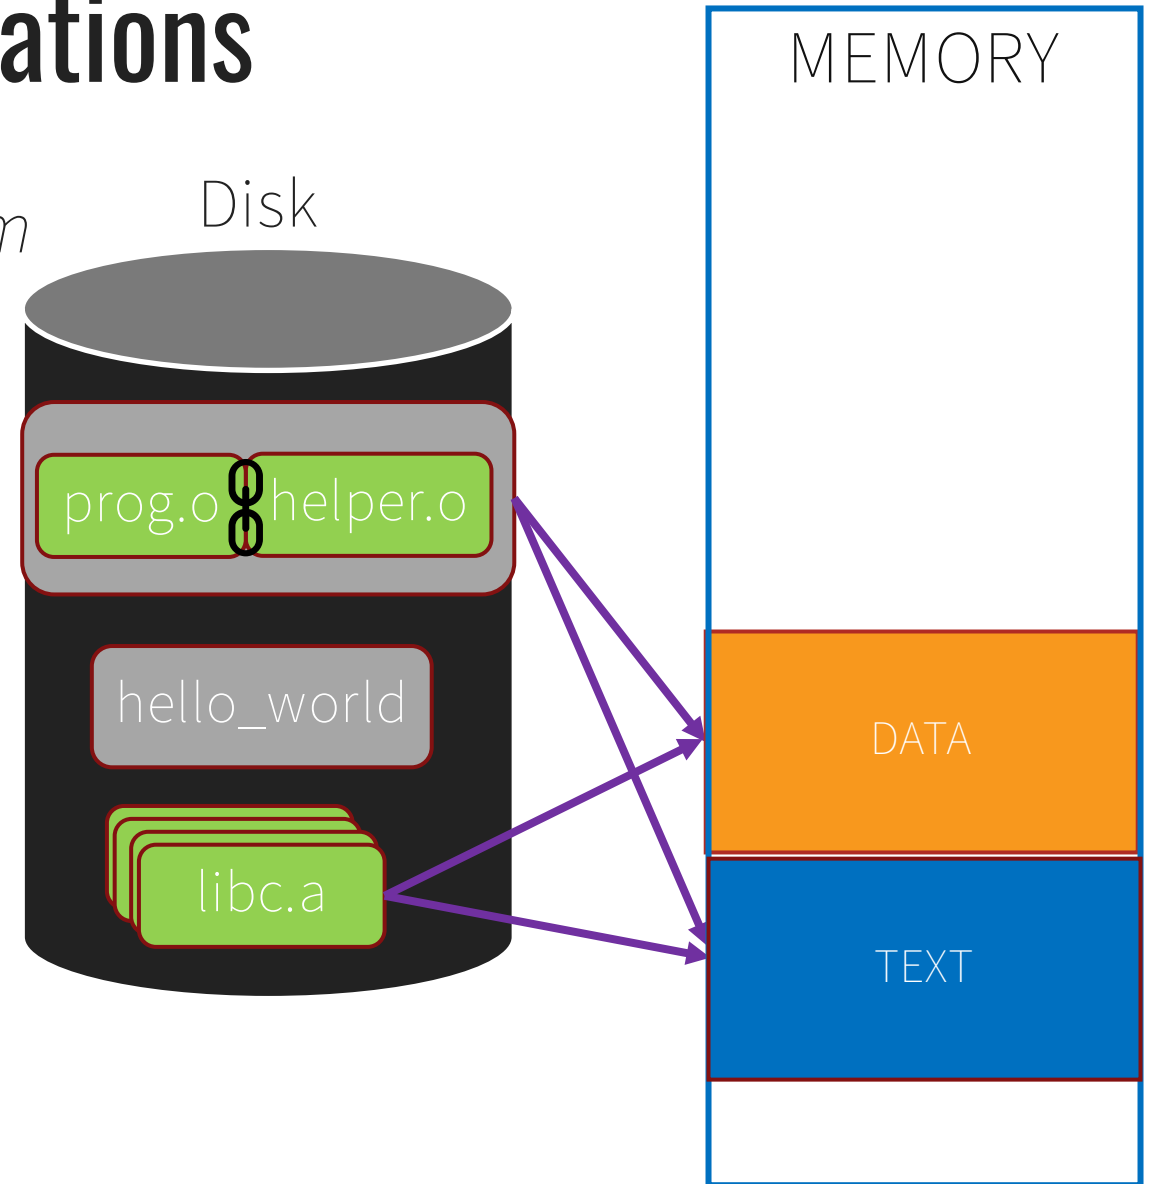 ations
MEMORY
Disk
m
prog.o
helper.o
hello_world
DATA
libc.a
TEXT